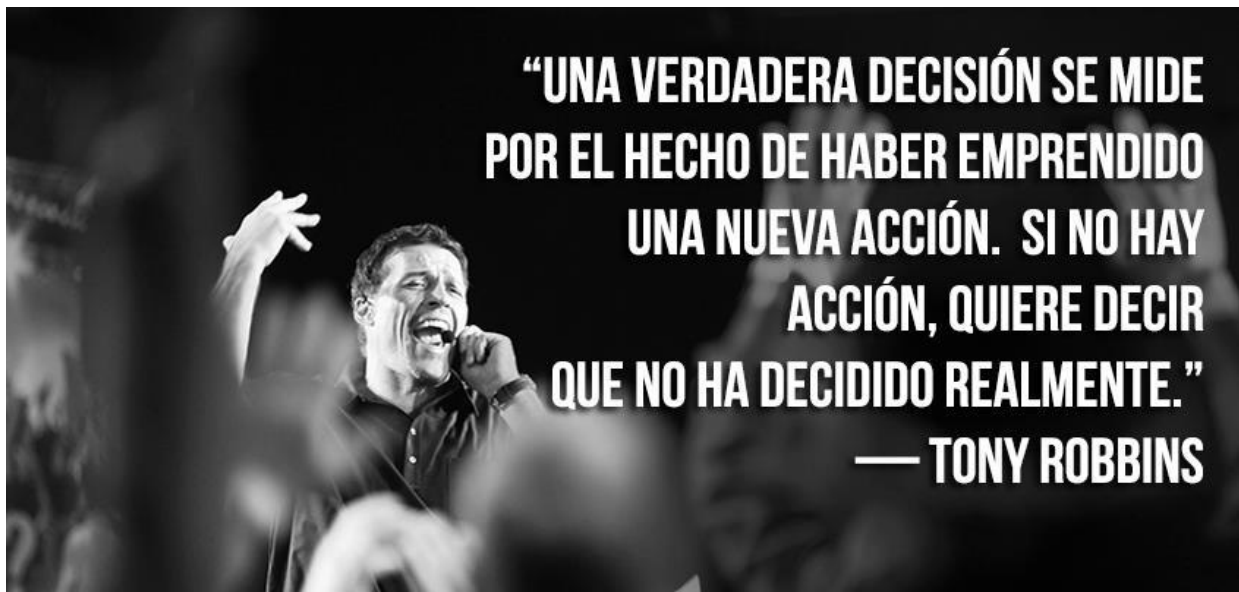 “UNA VERDADERA DECISIÓN SE MIDE
POR EL HECHO DE HABER EMPRENDIDO
UNA NUEVA ACCIÓN.  SI NO HAY
ACCIÓN, QUIERE DECIR
QUE NO HA DECIDIDO REALMENTE.”
— TONY ROBBINS